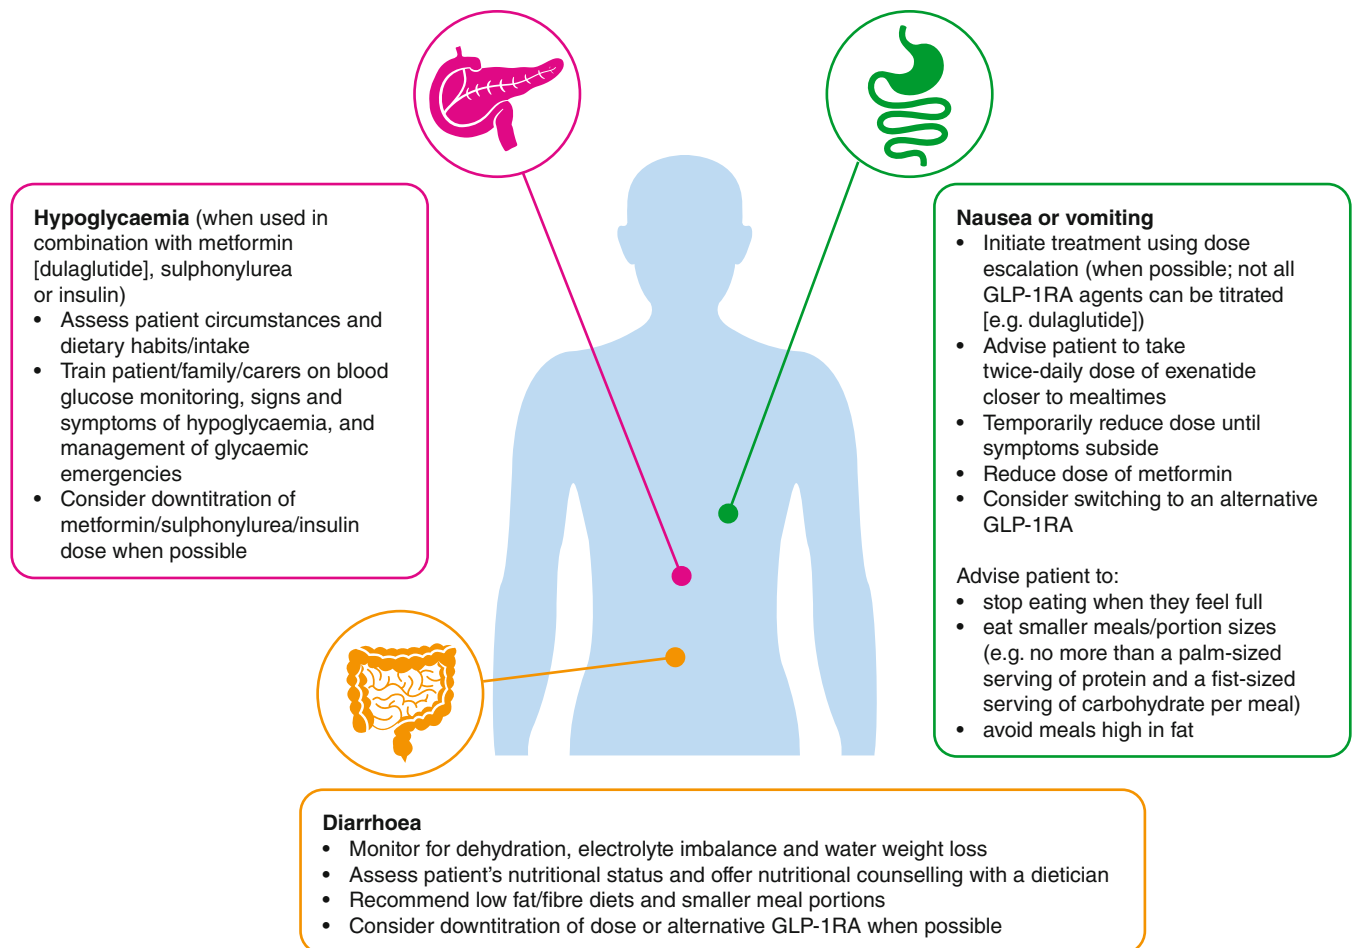 Hypoglycaemia (when used in
combination with metformin
[dulaglutide], sulphonylurea
or insulin)
• Assess patient circumstances and
dietary habits/intake
• Train patient/family/carers on blood
glucose monitoring, signs and
symptoms of hypoglycaemia, and
management of glycaemic
emergencies
• Consider downtitration of
metformin/sulphonylurea/insulin
dose when possible
Nausea or vomiting
• Initiate treatment using dose
escalation (when possible; not all
GLP-1RA agents can be titrated
[e.g. dulaglutide])
• Advise patient to take
twice-daily dose of exenatide
closer to mealtimes
• Temporarily reduce dose until
symptoms subside
• Reduce dose of metformin
• Consider switching to an alternative
GLP-1RA
Advise patient to:
• stop eating when they feel full
• eat smaller meals/portion sizes
(e.g. no more than a palm-sized
serving of protein and a fist-sized
serving of carbohydrate per meal)
• avoid meals high in fat
Diarrhoea
• Monitor for dehydration, electrolyte imbalance and water weight loss
• Assess patient's nutritional status and offer nutritional counselling with a dietician
• Recommend low fat/fibre diets and smaller meal portions
• Consider downtitration of dose or alternative GLP-1RA when possible